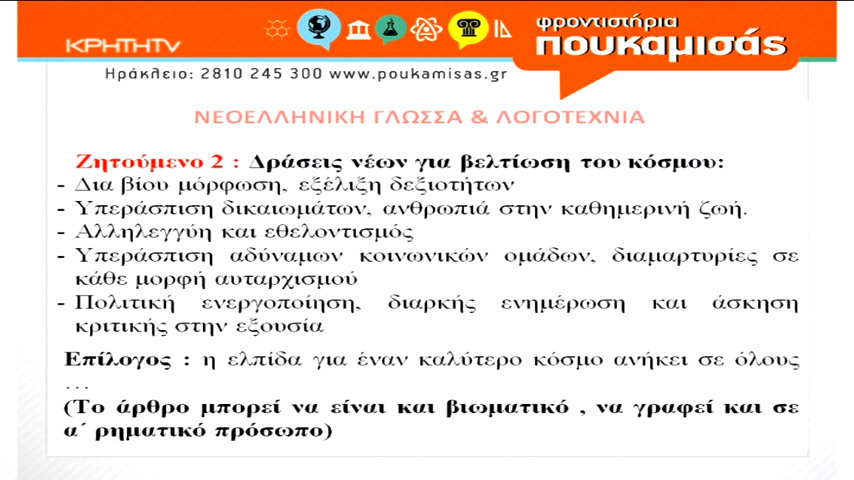 ΚΡΗΤΗTV
φροντιστήρια
πουκαμισάς
Ηράκλειο: 2810 245 300 www.poukamisas.gr
ΝΕΟΕΛΛΗΝΙΚΗ ΓΛΩΣΣΑ & ΛΟΓΟΤΕΧΝΙΑ
Ζητούμενο 2 : Δράσεις νέων για βελτίωση του κόσμου:
- Δια βίου μόρφωση, εξέλιξη δεξιοτήτων
- Υπεράσπιση δικαιωμάτων, ανθρωπιά στην καθημερινή ζωή.
- Αλληλεγγύη και εθελοντισμός
- Υπεράσπιση αδύναμων κοινωνικών ομάδων, διαμαρτυρίες σε
κάθε μορφή αυταρχισμού
- Πολιτική ενεργοποίηση, διαρκής ενημέρωση και άσκηση
κριτικής στην εξουσία
Επίλογος : η ελπίδα για έναν καλύτερο κόσμο ανήκει σε όλους
…
(Το άρθρο μπορεί να είναι και βιωματικό , να γραφεί και σε
α΄ ρηματικό πρόσωπο)